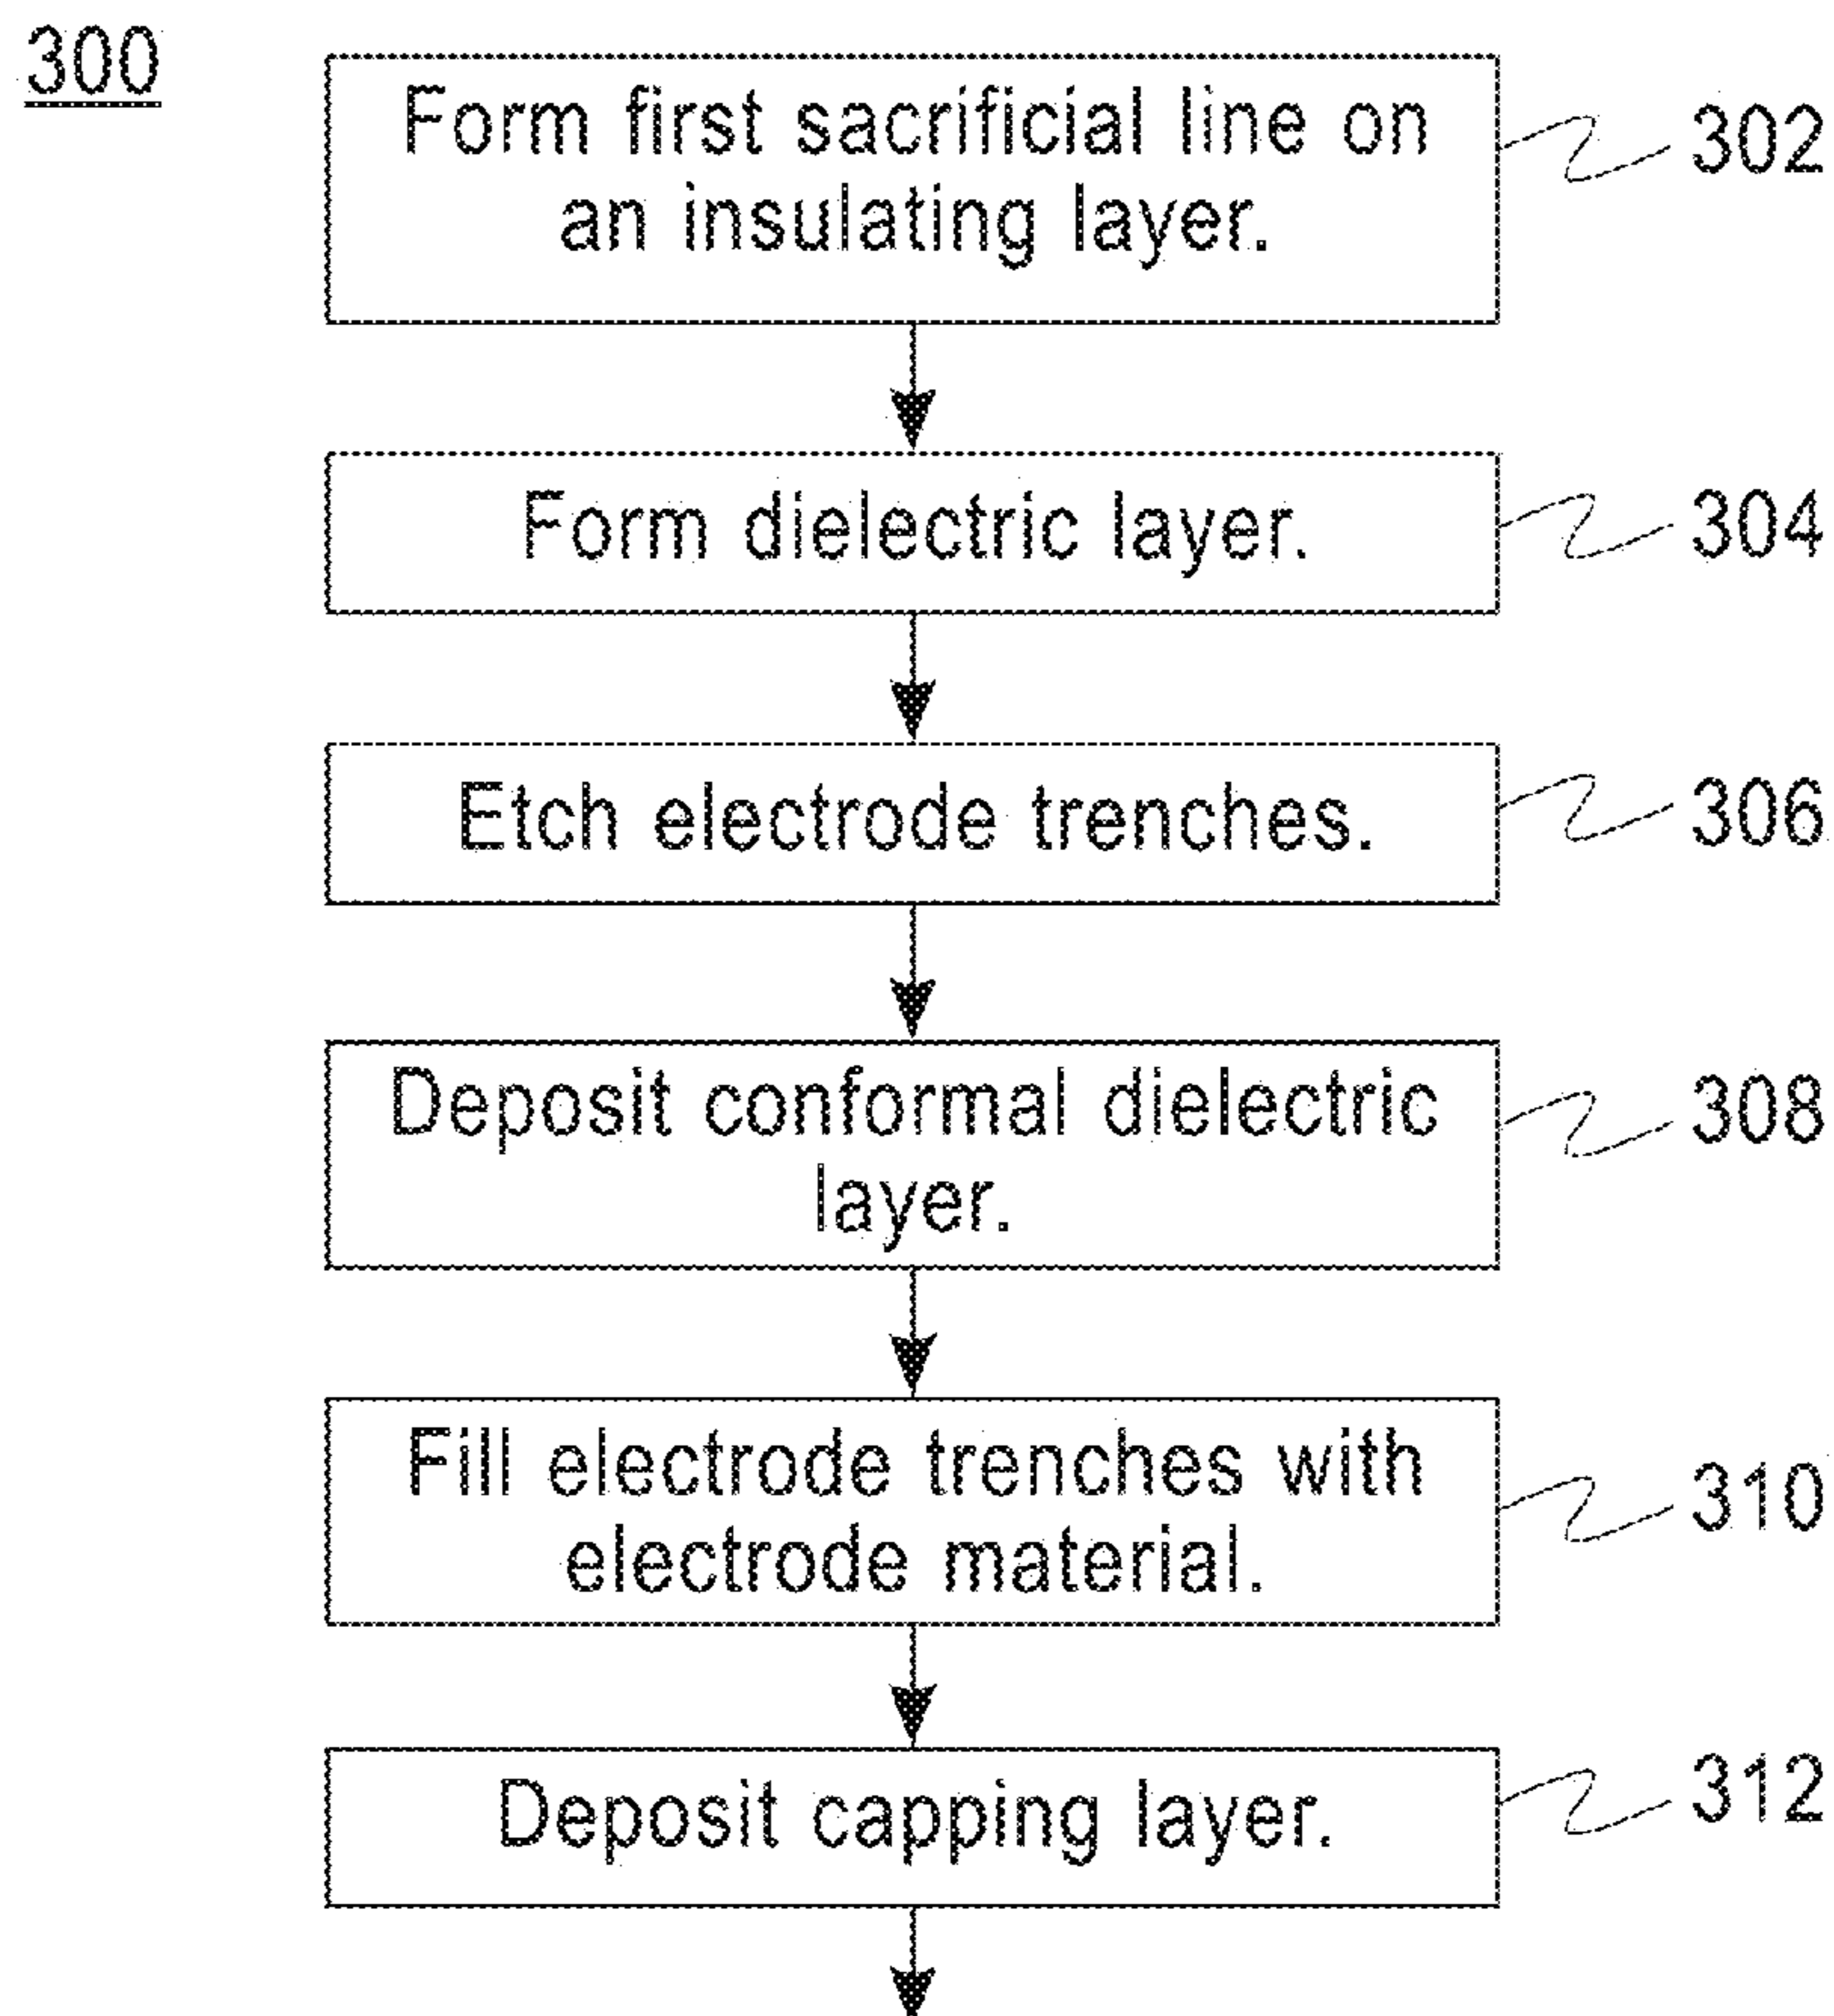 300
Form first sacrificial line on
an insulating layer.
302
Form dielectric layer.
304
Etch electrode trenches.
306
Deposit conformal dielectric
layer.
308
Fill electrode trenches with
electrode material.
310
Deposit capping layer.
312